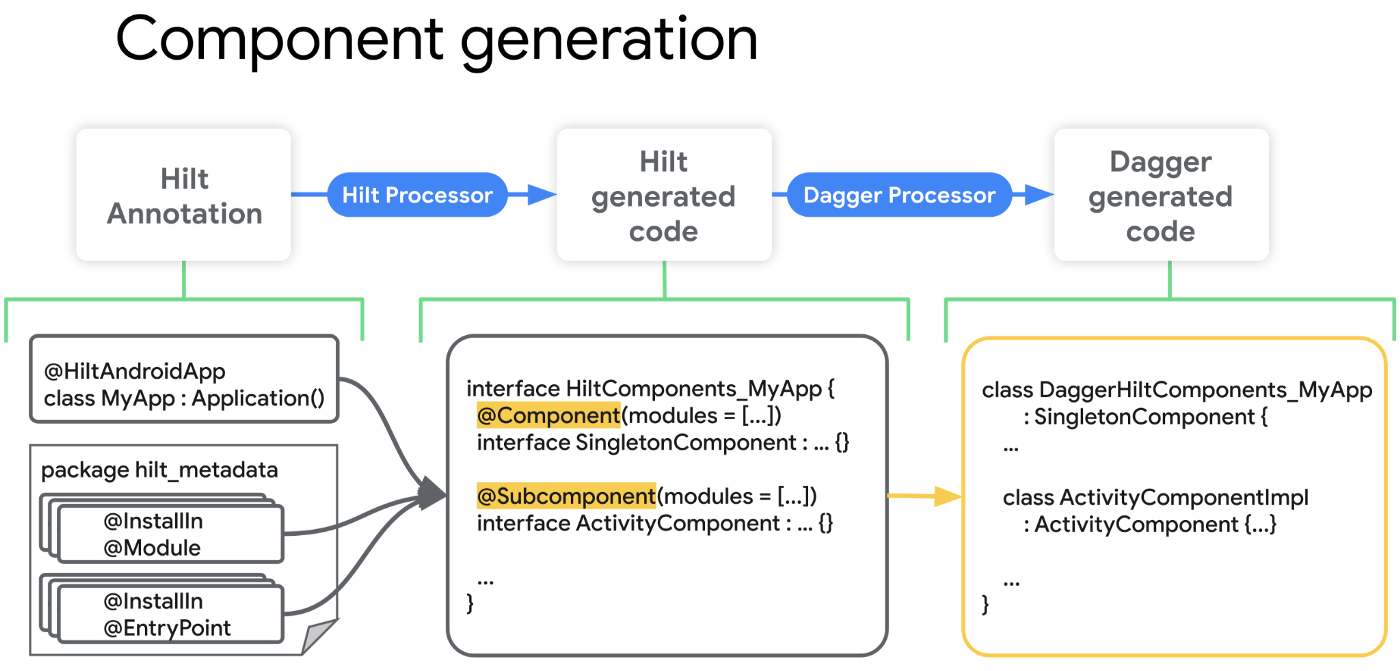 Component generation
Hilt
Annotation
Hilt Processor
Hilt
generated
code
Dagger Processor
Dagger
generated
code
@HiltAndroidApp
class MyApp : Application()
package hilt_metadata
@InstallIn
@Module
@InstallIn
@EntryPoint
interface HiltComponents_MyApp {
@Component(modules = [...])
interface SingletonComponent : ... {}
@Subcomponent(modules = [...])
interface ActivityComponent : ... {}
...
}
class DaggerHiltComponents_MyApp
: SingletonComponent {
...
class ActivityComponentImpl
: ActivityComponent {...}
...
}